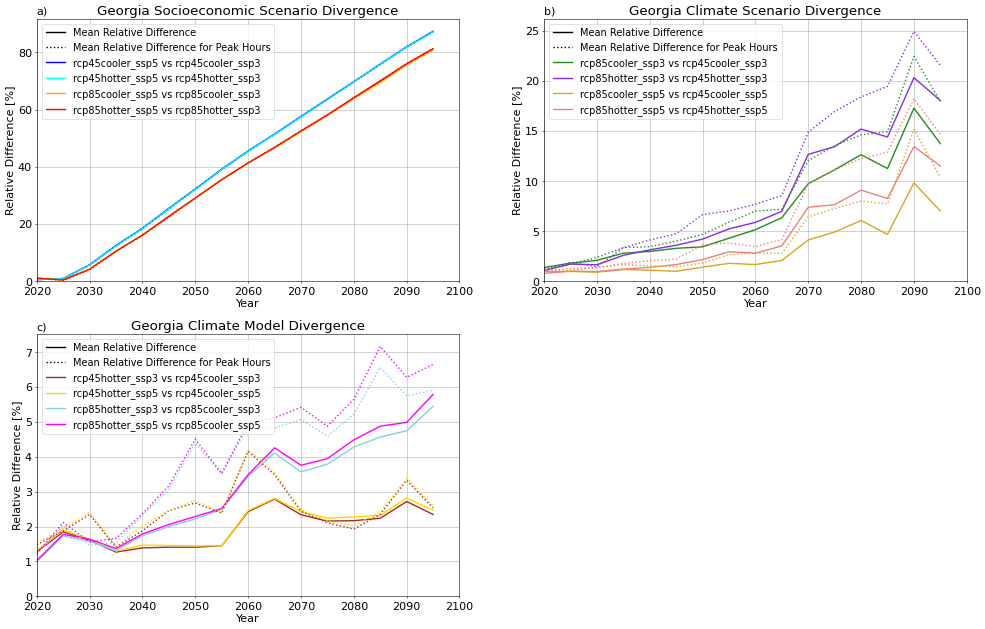 a)
Georgia Socioeconomic Scenario Divergence
Mean Relative Difference
Mean Relative Difference for Peak Hours
rcp45cooler_ssp5 vs rcp45cooler_ssp3
rcp45hotter_ssp5 vs rcp45hotter_ssp3
rcp85cooler_ssp5 vs rcp85cooler_ssp3
rcp85hotter_ssp5 vs rcp85hotter_ssp3
Relative Difference [%]
80
60
40
20
0
2020 2030 2040 2050 2060 2070 2080 2090 2100
Year
b)
Georgia Climate Scenario Divergence
Mean Relative Difference
Mean Relative Difference for Peak Hours
rcp85cooler_ssp3 vs rcp45cooler_ssp3
rcp85hotter_ssp3 vs rcp45hotter_ssp3
rcp85cooler_ssp5 vs rcp45cooler_ssp5
rcp85hotter_ssp5 vs rcp45hotter_ssp5
Relative Difference [%]
25
20
15
10
5
0
2020 2030 2040 2050 2060 2070 2080 2090 2100
Year
c)
Georgia Climate Model Divergence
Mean Relative Difference
Mean Relative Difference for Peak Hours
rcp45hotter_ssp3 vs rcp45cooler_ssp3
rcp45hotter_ssp5 vs rcp45cooler_ssp5
rcp85hotter_ssp3 vs rcp85cooler_ssp3
rcp85hotter_ssp5 vs rcp85cooler_ssp5
Relative Difference [%]
7
6
5
4
3
2
1
0
2020 2030 2040 2050 2060 2070 2080 2090 2100
Year